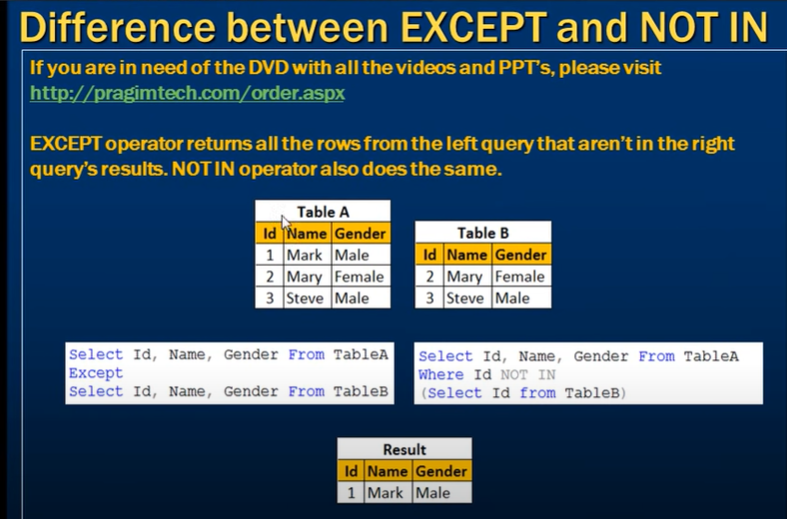 Difference between EXCEPT and NOT IN
If you are in need of the DVD with all the videos and PPT's, please visit
http://pragimtech.com/order.aspx
EXCEPT operator returns all the rows from the left query that aren't in the right
query's results. NOT IN operator also does the same.
Table A
Id Name Gender
1 Mark Male
2 Mary Female
3 Steve Male
Table B
Id Name Gender
2 Mary Female
3 Steve Male
Select Id, Name, Gender From TableA
Except
Select Id, Name, Gender From TableB
Select Id, Name, Gender From TableA
Where Id NOT IN
(Select Id from TableB)
Result
Id Name Gender
1 Mark Male